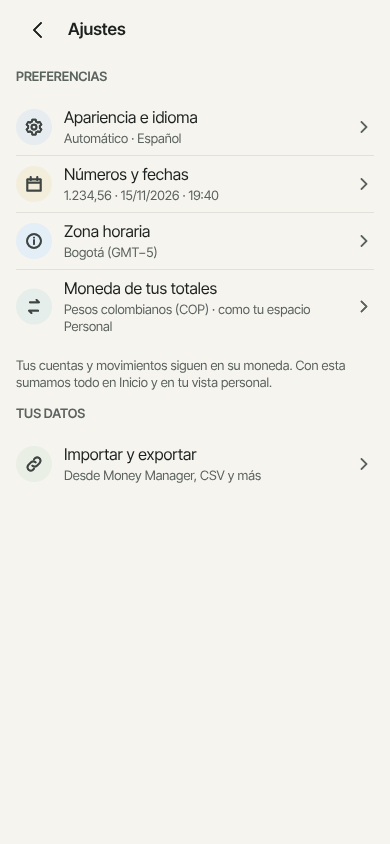 Ajustes
PREFERENCIAS
Apariencia e idioma
Automático · Español
Números y fechas
1.234,56 · 15/11/2026 · 19:40
Zona horaria
Bogotá (GMT−5)
Moneda de tus totales
Pesos colombianos (COP) · como tu espacio
Personal
Tus cuentas y movimientos siguen en su moneda. Con esta
sumamos todo en Inicio y en tu vista personal.
TUS DATOS
Importar y exportar
Desde Money Manager, CSV y más